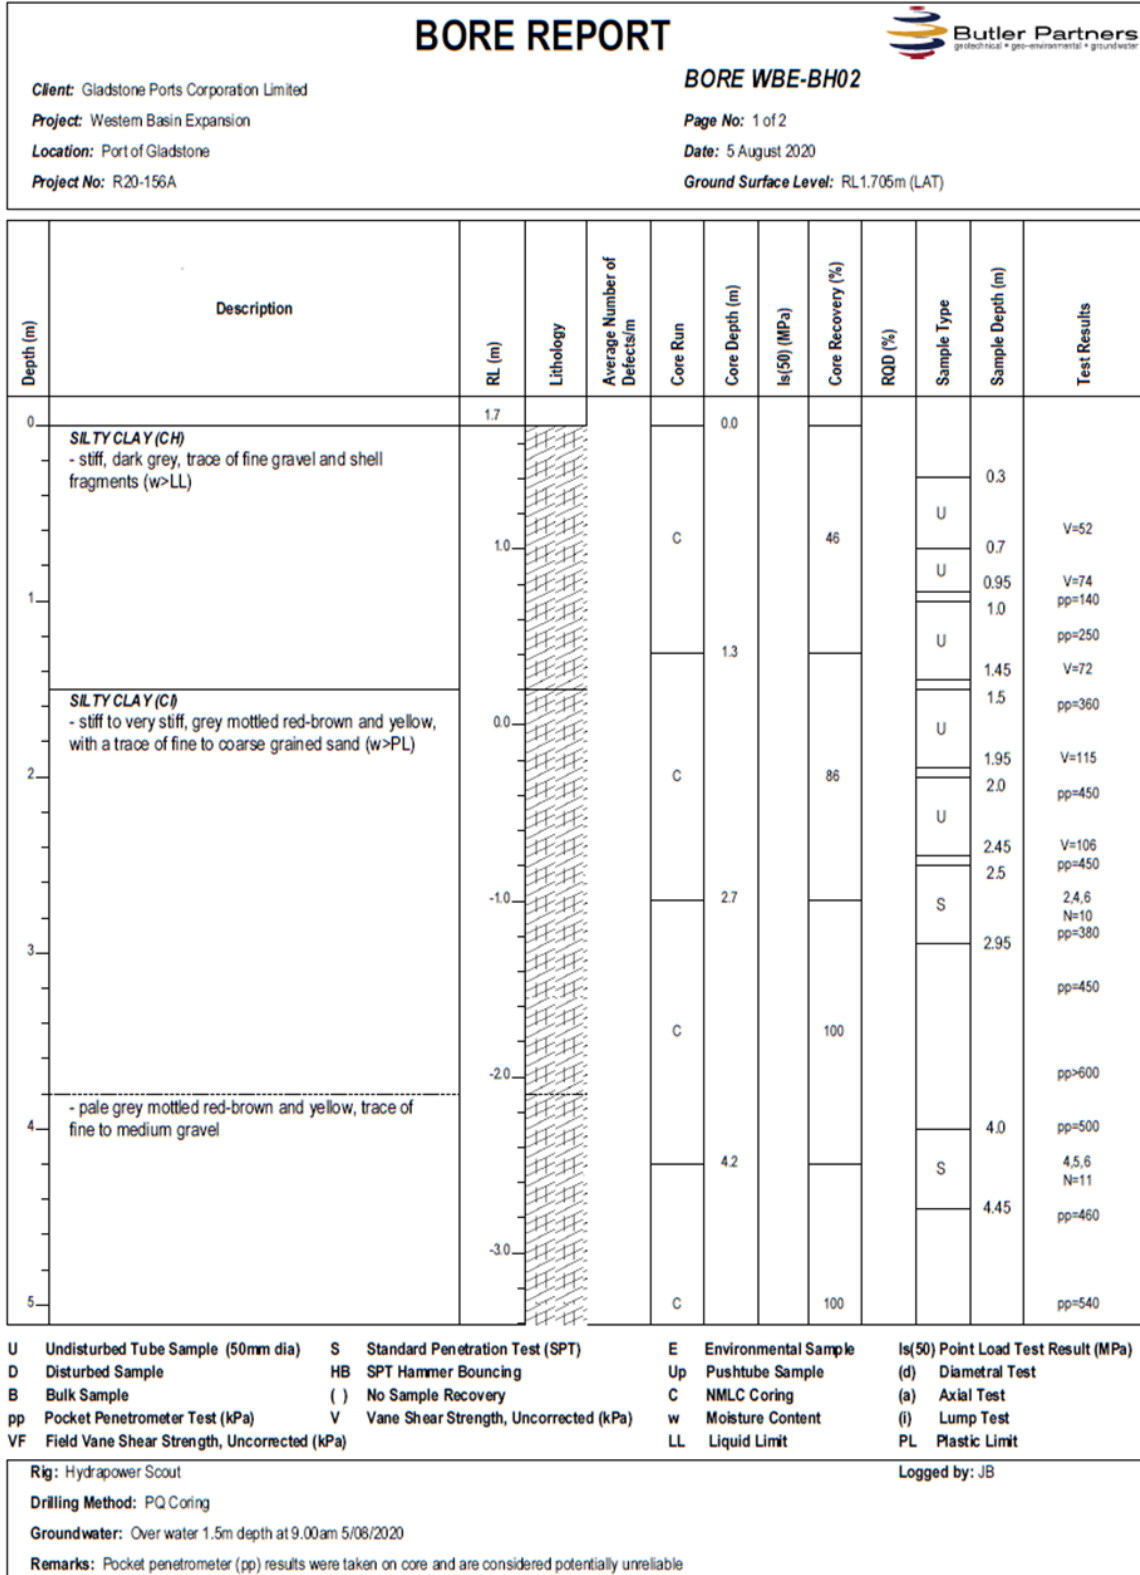 BORE REPORT
Butler Partners
geotechnical • geo-environmental • groundwater
Client: Gladstone Ports Corporation Limited
Project: Western Basin Expansion
Location: Port of Gladstone
Project No: R20-156A
BORE WBE-BH02
Page No: 1 of 2
Date: 5 August 2020
Ground Surface Level: RL1.705m (LAT)
Depth (m)
Description
RL (m)
Lithology
Average Number of
Defects/m
Core Run
Core Depth (m)
Is(50) (MPa)
Core Recovery (%)
RQD (%)
Sample Type
Sample Depth (m)
Test Results
0
1
2
3
4
5
SILTY CLAY (CH)
- stiff, dark grey, trace of fine gravel and shell
fragments (w>LL)
SILTY CLAY (CI)
- stiff to very stiff, grey mottled red-brown and yellow,
with a trace of fine to coarse grained sand (w>PL)
- pale grey mottled red-brown and yellow, trace of
fine to medium gravel
1.7
1.0
0.0
-1.0
-2.0
-3.0
C
C
C
C
0.0
1.3
2.7
4.2
46
86
100
100
U
U
U
U
U
S
S
0.3
0.7
0.95
1.0
1.45
1.5
1.95
2.0
2.45
2.5
2.95
4.0
4.45
V=52
V=74
pp=140
pp=250
V=72
pp=360
V=115
pp=450
V=106
pp=450
2,4,6
N=10
pp=380
pp=450
pp>600
pp=500
4,5,6
N=11
pp=460
pp=540
U Undisturbed Tube Sample (50mm dia) S Standard Penetration Test (SPT) E Environmental Sample Is(50) Point Load Test Result (MPa)
D Disturbed Sample HB SPT Hammer Bouncing Up Pushtube Sample (d) Diametral Test
B Bulk Sample ( ) No Sample Recovery C NMLC Coring (a) Axial Test
pp Pocket Penetrometer Test (kPa) V Vane Shear Strength, Uncorrected (kPa) w Moisture Content (i) Lump Test
VF Field Vane Shear Strength, Uncorrected (kPa) LL Liquid Limit PL Plastic Limit
Rig: Hydrapower Scout Logged by: JB
Drilling Method: PQ Coring
Groundwater: Over water 1.5m depth at 9.00am 5/08/2020
Remarks: Pocket penetrometer (pp) results were taken on core and are considered potentially unreliable